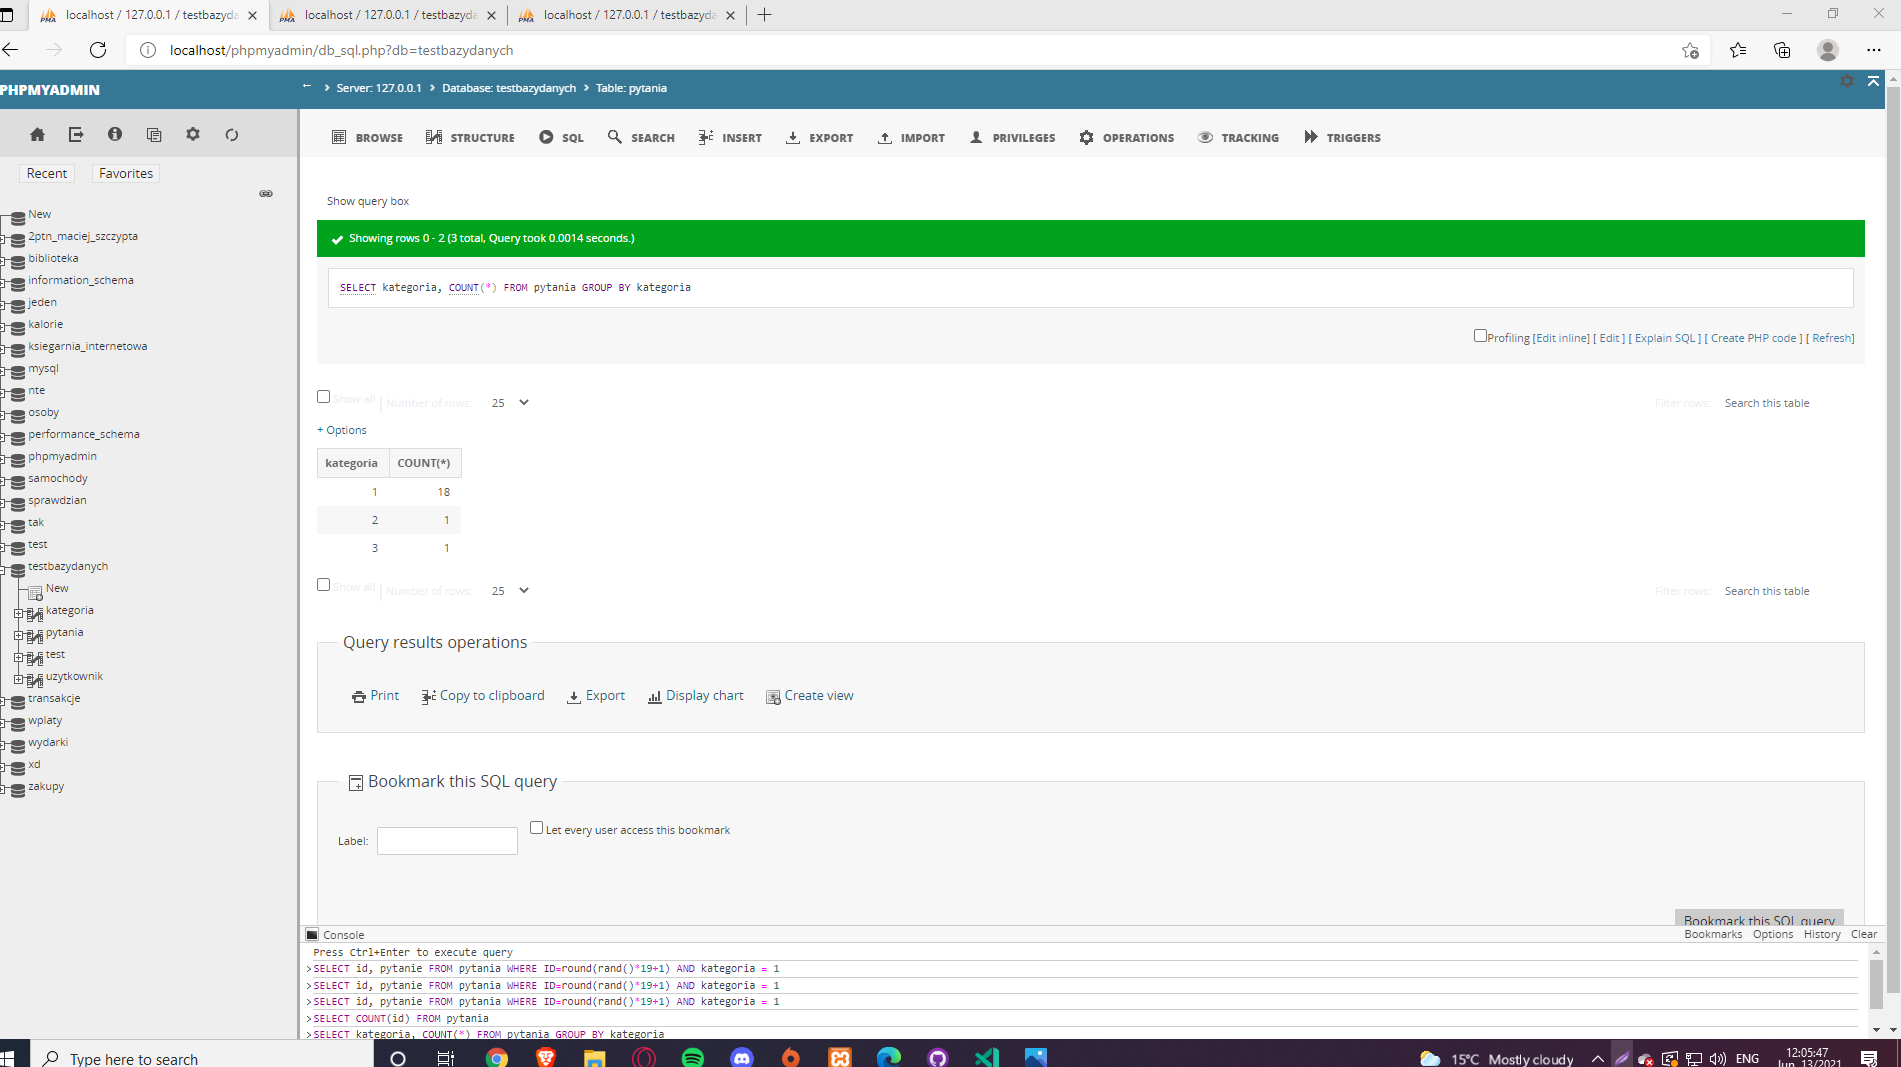 localhost / 127.0.0.1 / testbazyda
localhost / 127.0.0.1 / testbazyda
localhost / 127.0.0.1 / testbazyda
localhost/phpmyadmin/db_sql.php?db=testbazydanych
PHPMYADMIN
Server: 127.0.0.1 Database: testbazydanych Table: pytania
BROWSE STRUCTURE SQL SEARCH INSERT EXPORT IMPORT PRIVILEGES OPERATIONS TRACKING TRIGGERS
Recent Favorites
New
2ptn_maciej_szczypta
biblioteka
information_schema
jeden
kalorie
ksiegarnia_internetowa
mysql
nte
osoby
performance_schema
phpmyadmin
samochody
sprawdzian
tak
test
testbazydanych
New
kategoria
pytania
test
uzytkownik
transakcje
wplaty
wydarki
xd
zakupy
Show query box
Showing rows 0 - 2 (3 total, Query took 0.0014 seconds.)
SELECT kategoria, COUNT(*) FROM pytania GROUP BY kategoria
Profiling [Edit inline] [ Edit ] [ Explain SQL ] [ Create PHP code ] [ Refresh]
Show all | Number of rows: 25 Filter rows: Search this table
+ Options
kategoria COUNT(*)
1 18
2 1
3 1
Show all | Number of rows: 25 Filter rows: Search this table
Query results operations
Print Copy to clipboard Export Display chart Create view
Bookmark this SQL query
Label: Let every user access this bookmark
Bookmark this SQL query
Console Bookmarks Options History Clear
Press Ctrl+Enter to execute query
>SELECT id, pytanie FROM pytania WHERE ID=round(rand()*19+1) AND kategoria = 1
>SELECT id, pytanie FROM pytania WHERE ID=round(rand()*19+1) AND kategoria = 1
>SELECT id, pytanie FROM pytania WHERE ID=round(rand()*19+1) AND kategoria = 1
>SELECT COUNT(id) FROM pytania
>SELECT kategoria, COUNT(*) FROM pytania GROUP BY kategoria
Type here to search
15°C Mostly cloudy ENG 12:05:47
Jun, 13/2021